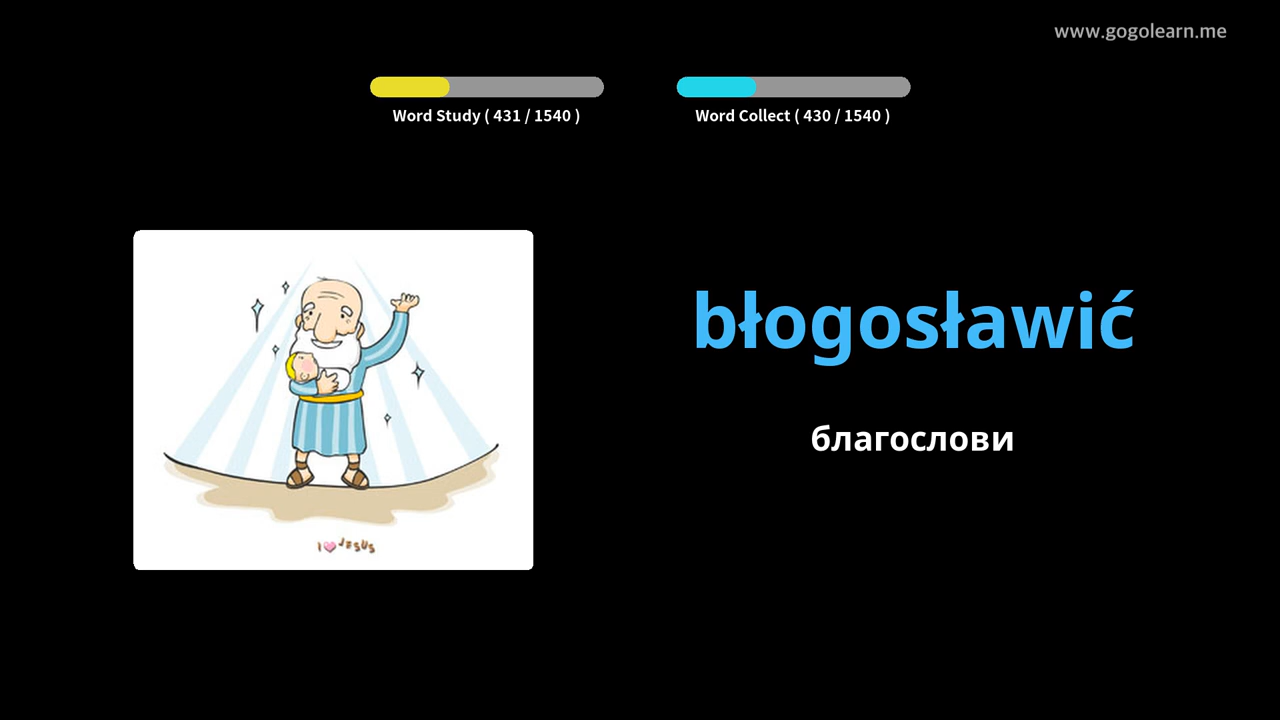 www.gogolearn.me
Word Study ( 431 / 1540 )
Word Collect ( 430 / 1540 )
błogosławić
благослови
I JESUS